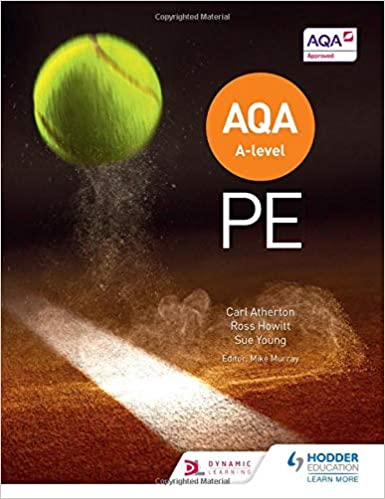 Copyrighted Material
AQA
Approved
AQA
A-level
PE
Carl Atherton
Ross Howitt
Sue Young
Editor: Mike Murray
DYNAMIC
LEARNING
HODDER
EDUCATION
LEARN MORE
Copyrighted Material